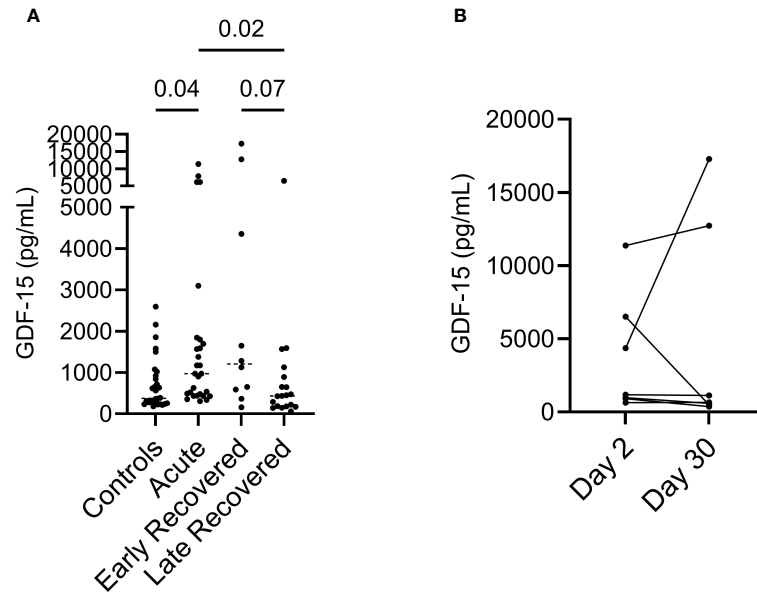 A
0.02
0.04
0.07
GDF-15 (pg/mL)
20000
15000
10000
5000
5000
4000
3000
2000
1000
0
Controls
Acute
Early Recovered
Late Recovered
B
GDF-15 (pg/mL)
20000
15000
10000
5000
0
Day 2
Day 30